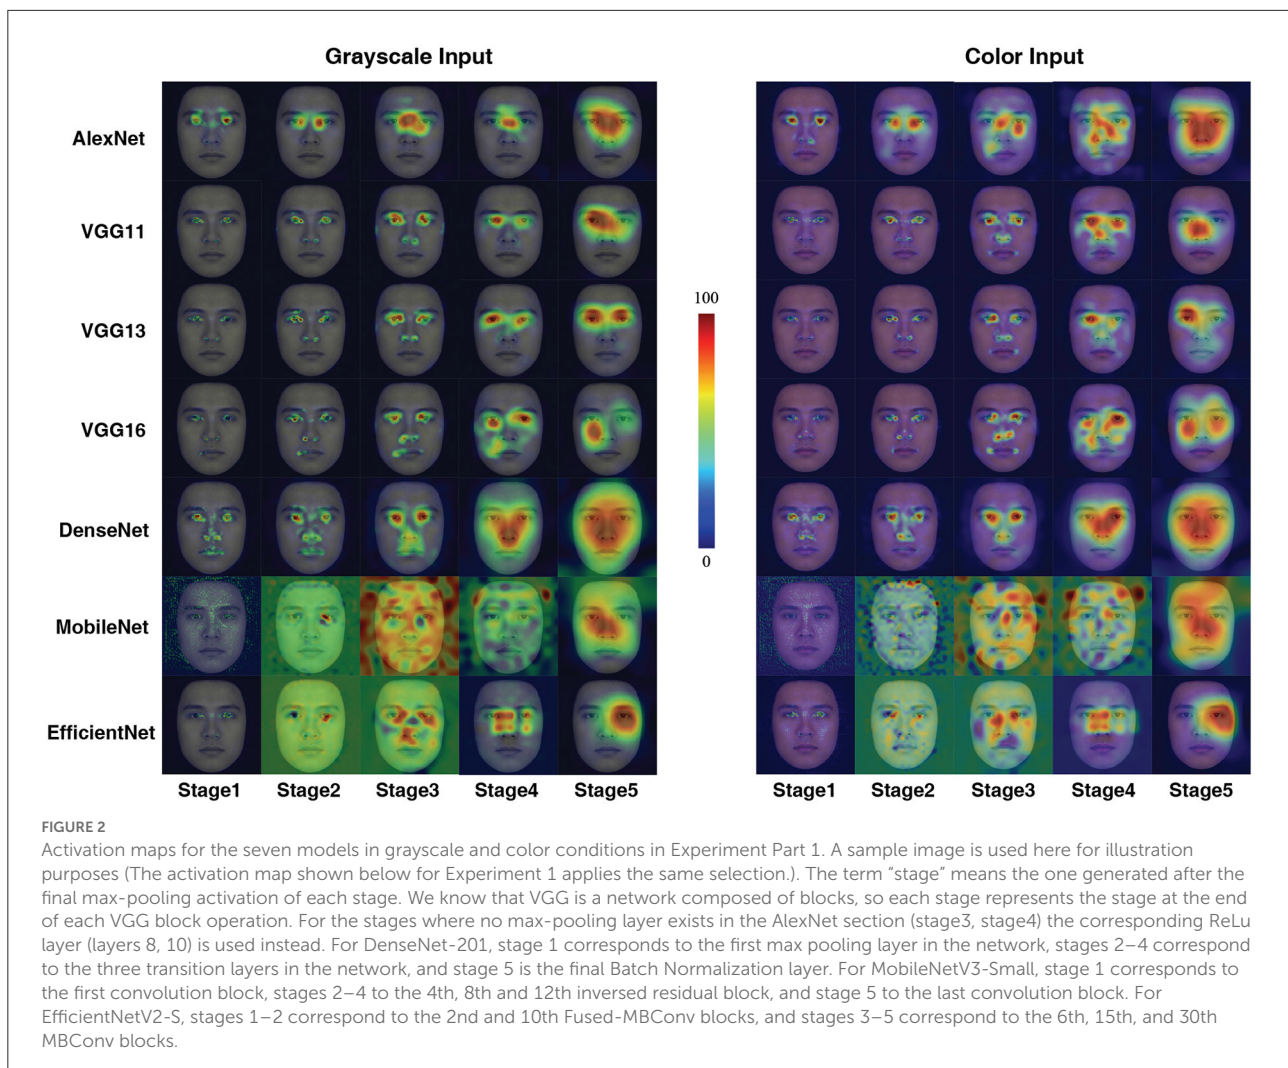 Grayscale Input
Color Input
AlexNet
VGG11
VGG13
VGG16
DenseNet
MobileNet
EfficientNet
100
0
Stage1 Stage2 Stage3 Stage4 Stage5
Stage1 Stage2 Stage3 Stage4 Stage5
FIGURE 2
Activation maps for the seven models in grayscale and color conditions in Experiment Part 1. A sample image is used here for illustration
purposes (The activation map shown below for Experiment 1 applies the same selection.). The term “stage” means the one generated after the
final max-pooling activation of each stage. We know that VGG is a network composed of blocks, so each stage represents the stage at the end
of each VGG block operation. For the stages where no max-pooling layer exists in the AlexNet section (stage3, stage4) the corresponding ReLu
layer (layers 8, 10) is used instead. For DenseNet-201, stage 1 corresponds to the first max pooling layer in the network, stages 2–4 correspond
to the three transition layers in the network, and stage 5 is the final Batch Normalization layer. For MobileNetV3-Small, stage 1 corresponds to
the first convolution block, stages 2–4 to the 4th, 8th and 12th inversed residual block, and stage 5 to the last convolution block. For
EfficientNetV2-S, stages 1–2 correspond to the 2nd and 10th Fused-MBConv blocks, and stages 3–5 correspond to the 6th, 15th, and 30th
MBConv blocks.